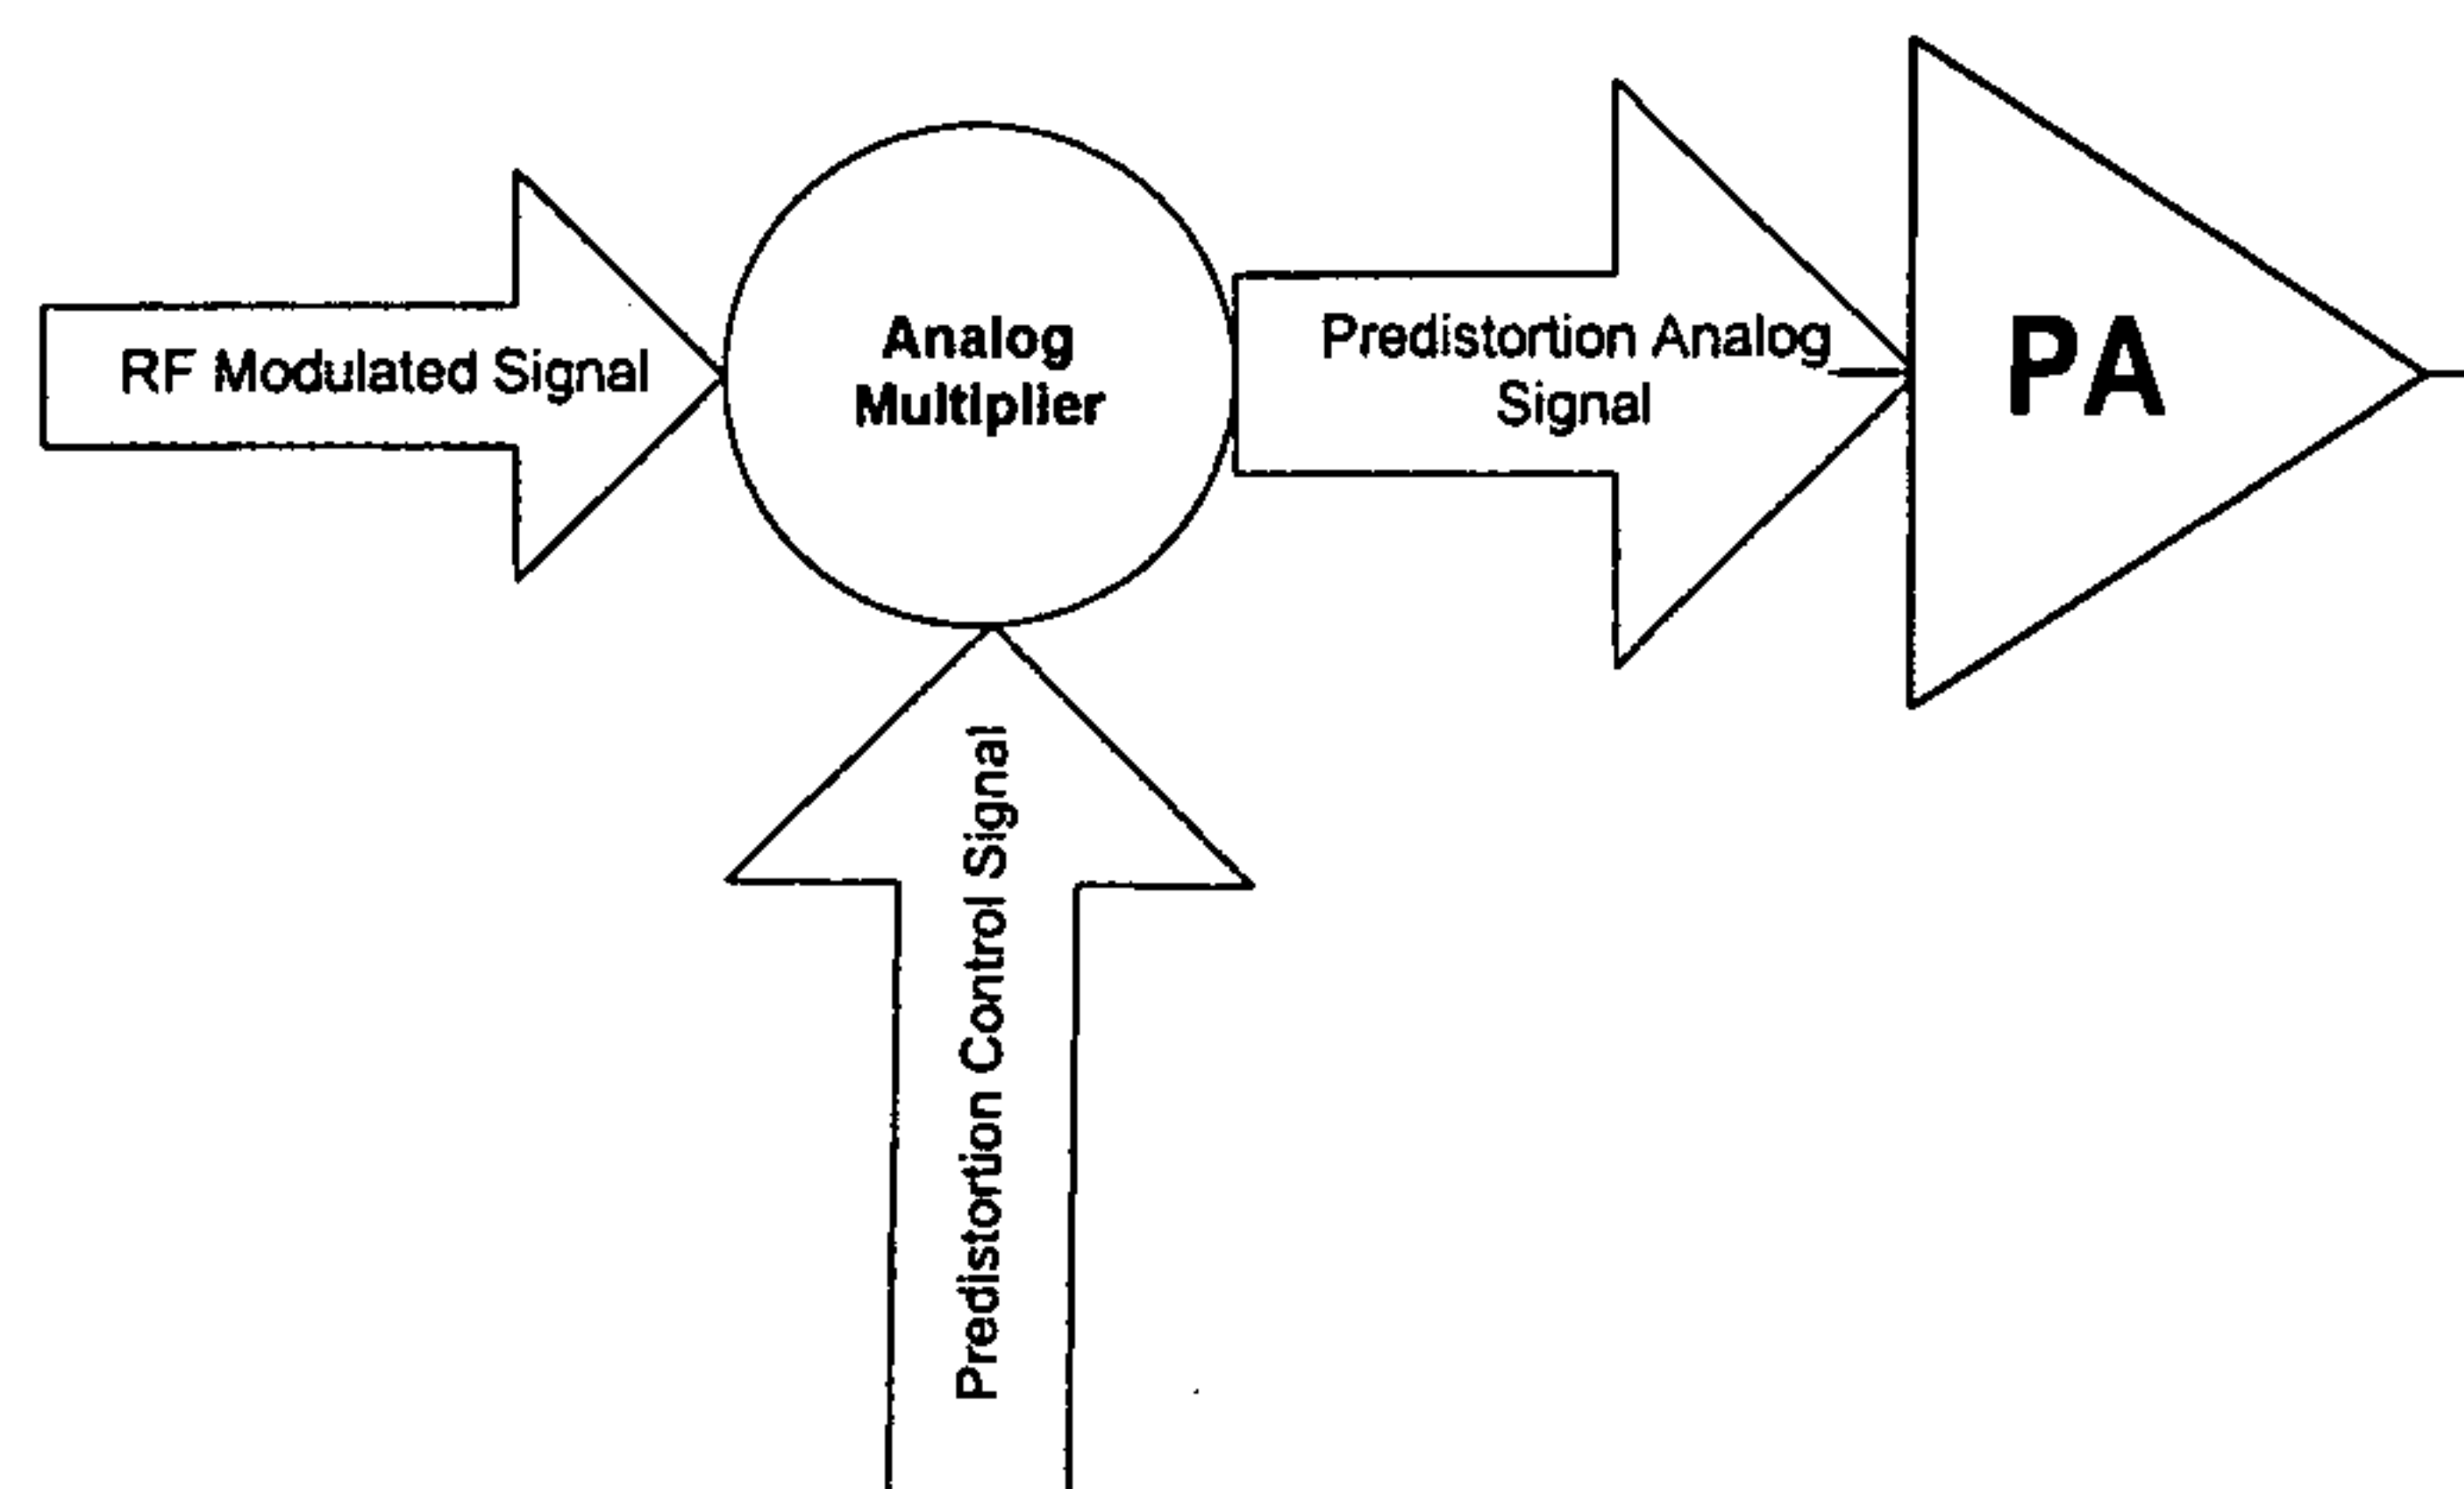 RF Modulated Signal
Analog
Multiplier
Predistortion Analog
Signal
PA
Predistortion Control Signal